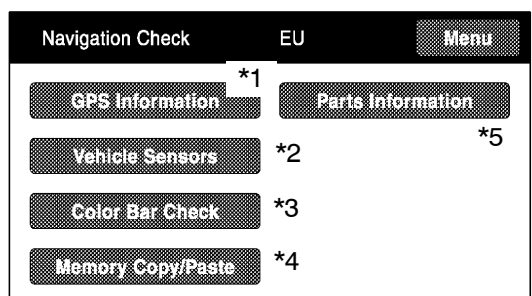 Navigation Check EU Menu
*1
GPS Information Parts Information
*5
Vehicle Sensors *2
Color Bar Check *3
Memory Copy/Paste *4